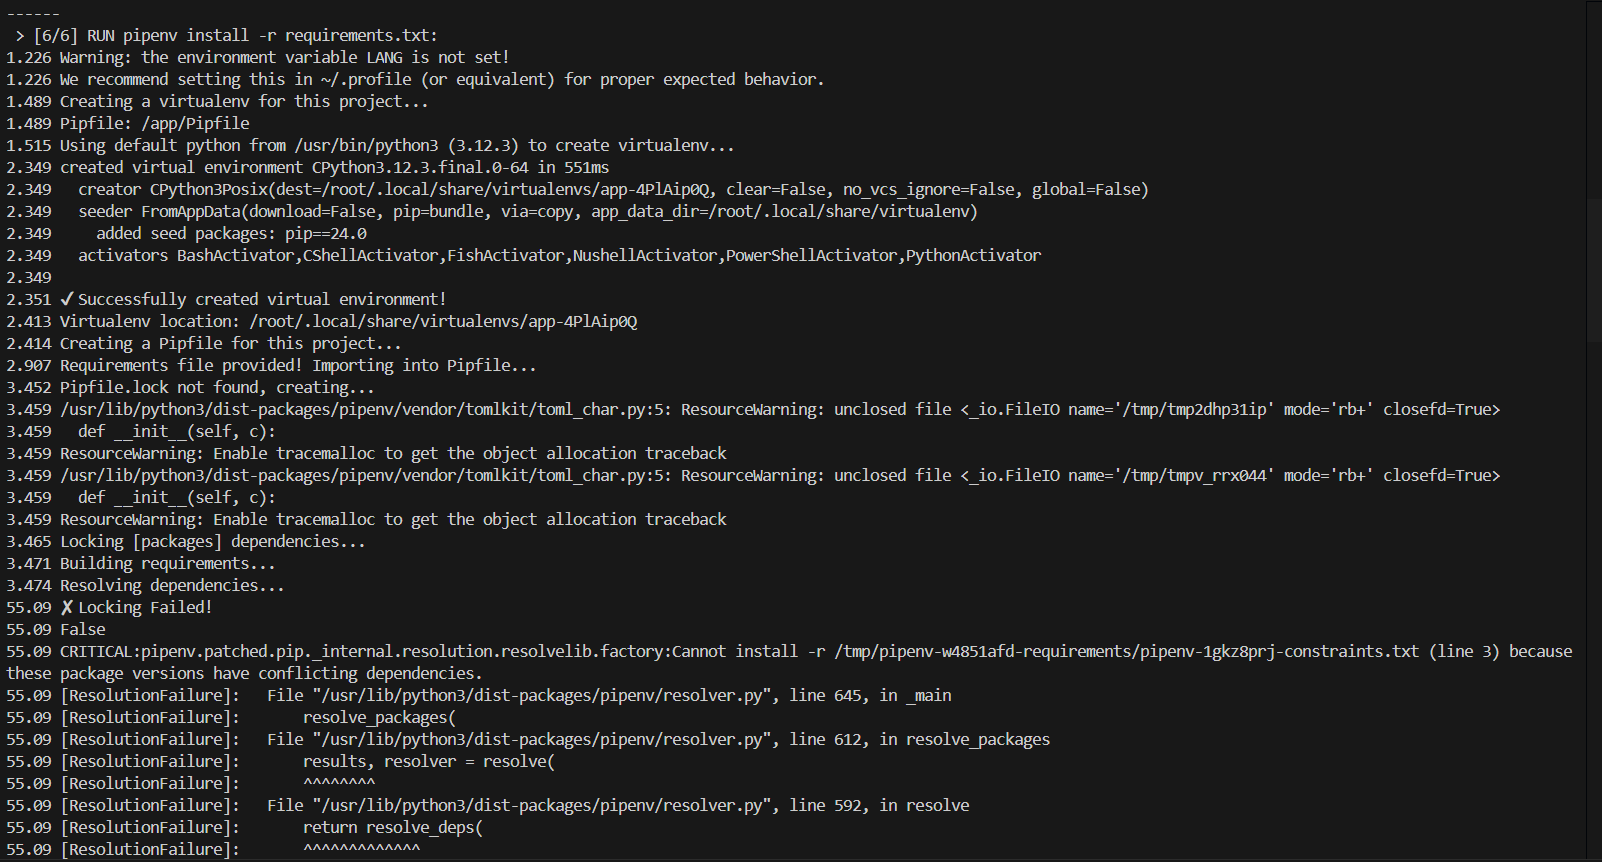 ------
 > [6/6] RUN pipenv install -r requirements.txt:
1.226 Warning: the environment variable LANG is not set!
1.226 We recommend setting this in ~/.profile (or equivalent) for proper expected behavior.
1.489 Creating a virtualenv for this project...
1.489 Pipfile: /app/Pipfile
1.515 Using default python from /usr/bin/python3 (3.12.3) to create virtualenv...
2.349 created virtual environment CPython3.12.3.final.0-64 in 551ms
2.349   creator CPython3Posix(dest=/root/.local/share/virtualenvs/app-4PlAip0Q, clear=False, no_vcs_ignore=False, global=False)
2.349   seeder FromAppData(download=False, pip=bundle, via=copy, app_data_dir=/root/.local/share/virtualenv)
2.349     added seed packages: pip==24.0
2.349   activators BashActivator,CShellActivator,FishActivator,NushellActivator,PowerShellActivator,PythonActivator
2.349
2.351 ✔ Successfully created virtual environment!
2.413 Virtualenv location: /root/.local/share/virtualenvs/app-4PlAip0Q
2.414 Creating a Pipfile for this project...
2.907 Requirements file provided! Importing into Pipfile...
3.452 Pipfile.lock not found, creating...
3.459 /usr/lib/python3/dist-packages/pipenv/vendor/tomlkit/toml_char.py:5: ResourceWarning: unclosed file <_io.FileIO name='/tmp/tmp2dhp31ip' mode='rb+' closefd=True>
3.459   def __init__(self, c):
3.459 ResourceWarning: Enable tracemalloc to get the object allocation traceback
3.459 /usr/lib/python3/dist-packages/pipenv/vendor/tomlkit/toml_char.py:5: ResourceWarning: unclosed file <_io.FileIO name='/tmp/tmpv_rrx044' mode='rb+' closefd=True>
3.459   def __init__(self, c):
3.459 ResourceWarning: Enable tracemalloc to get the object allocation traceback
3.465 Locking [packages] dependencies...
3.471 Building requirements...
3.474 Resolving dependencies...
55.09 ✘ Locking Failed!
55.09 False
55.09 CRITICAL:pipenv.patched.pip._internal.resolution.resolvelib.factory:Cannot install -r /tmp/pipenv-w4851afd-requirements/pipenv-1gkz8prj-constraints.txt (line 3) because
these package versions have conflicting dependencies.
55.09 [ResolutionFailure]:   File "/usr/lib/python3/dist-packages/pipenv/resolver.py", line 645, in _main
55.09 [ResolutionFailure]:       resolve_packages(
55.09 [ResolutionFailure]:   File "/usr/lib/python3/dist-packages/pipenv/resolver.py", line 612, in resolve_packages
55.09 [ResolutionFailure]:       results, resolver = resolve(
55.09 [ResolutionFailure]:       ^^^^^^^^
55.09 [ResolutionFailure]:   File "/usr/lib/python3/dist-packages/pipenv/resolver.py", line 592, in resolve
55.09 [ResolutionFailure]:       return resolve_deps(
55.09 [ResolutionFailure]:       ^^^^^^^^^^^^^